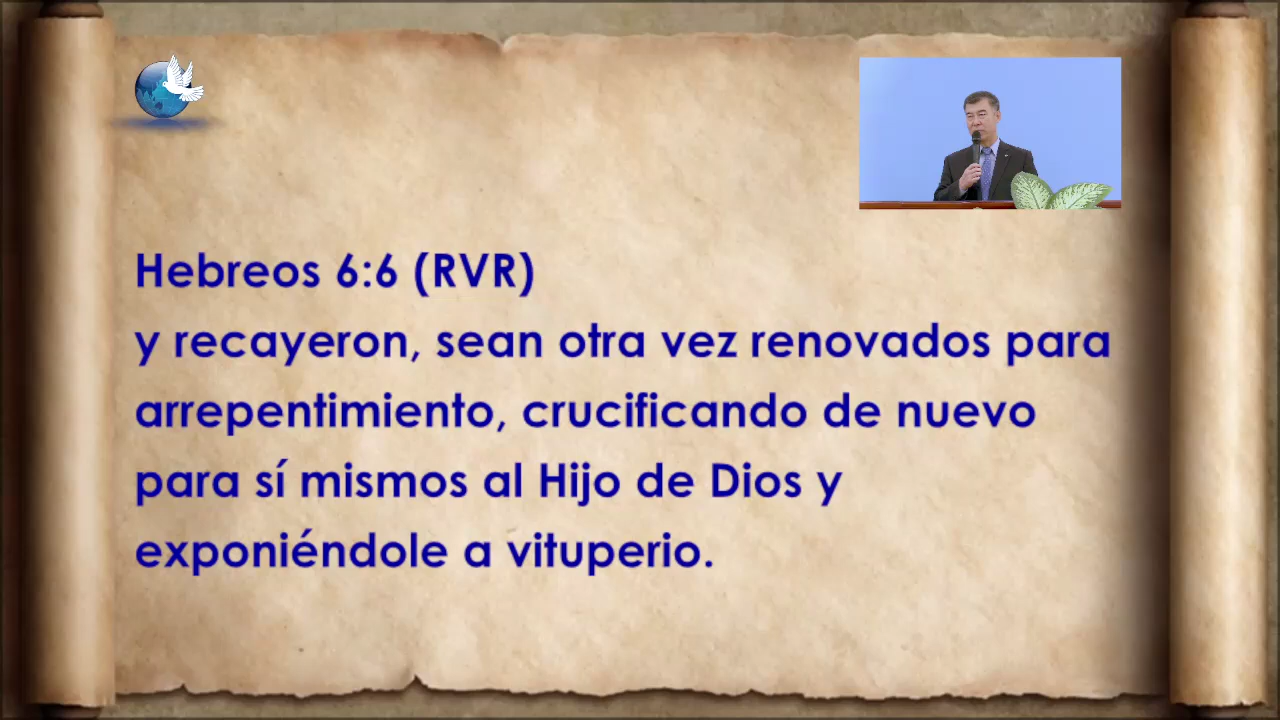 Hebreos 6:6 (RVR)
y recayeron, sean otra vez renovados para
arrepentimiento, crucificando de nuevo
para sí mismos al Hijo de Dios y
exponiéndole a vituperio.